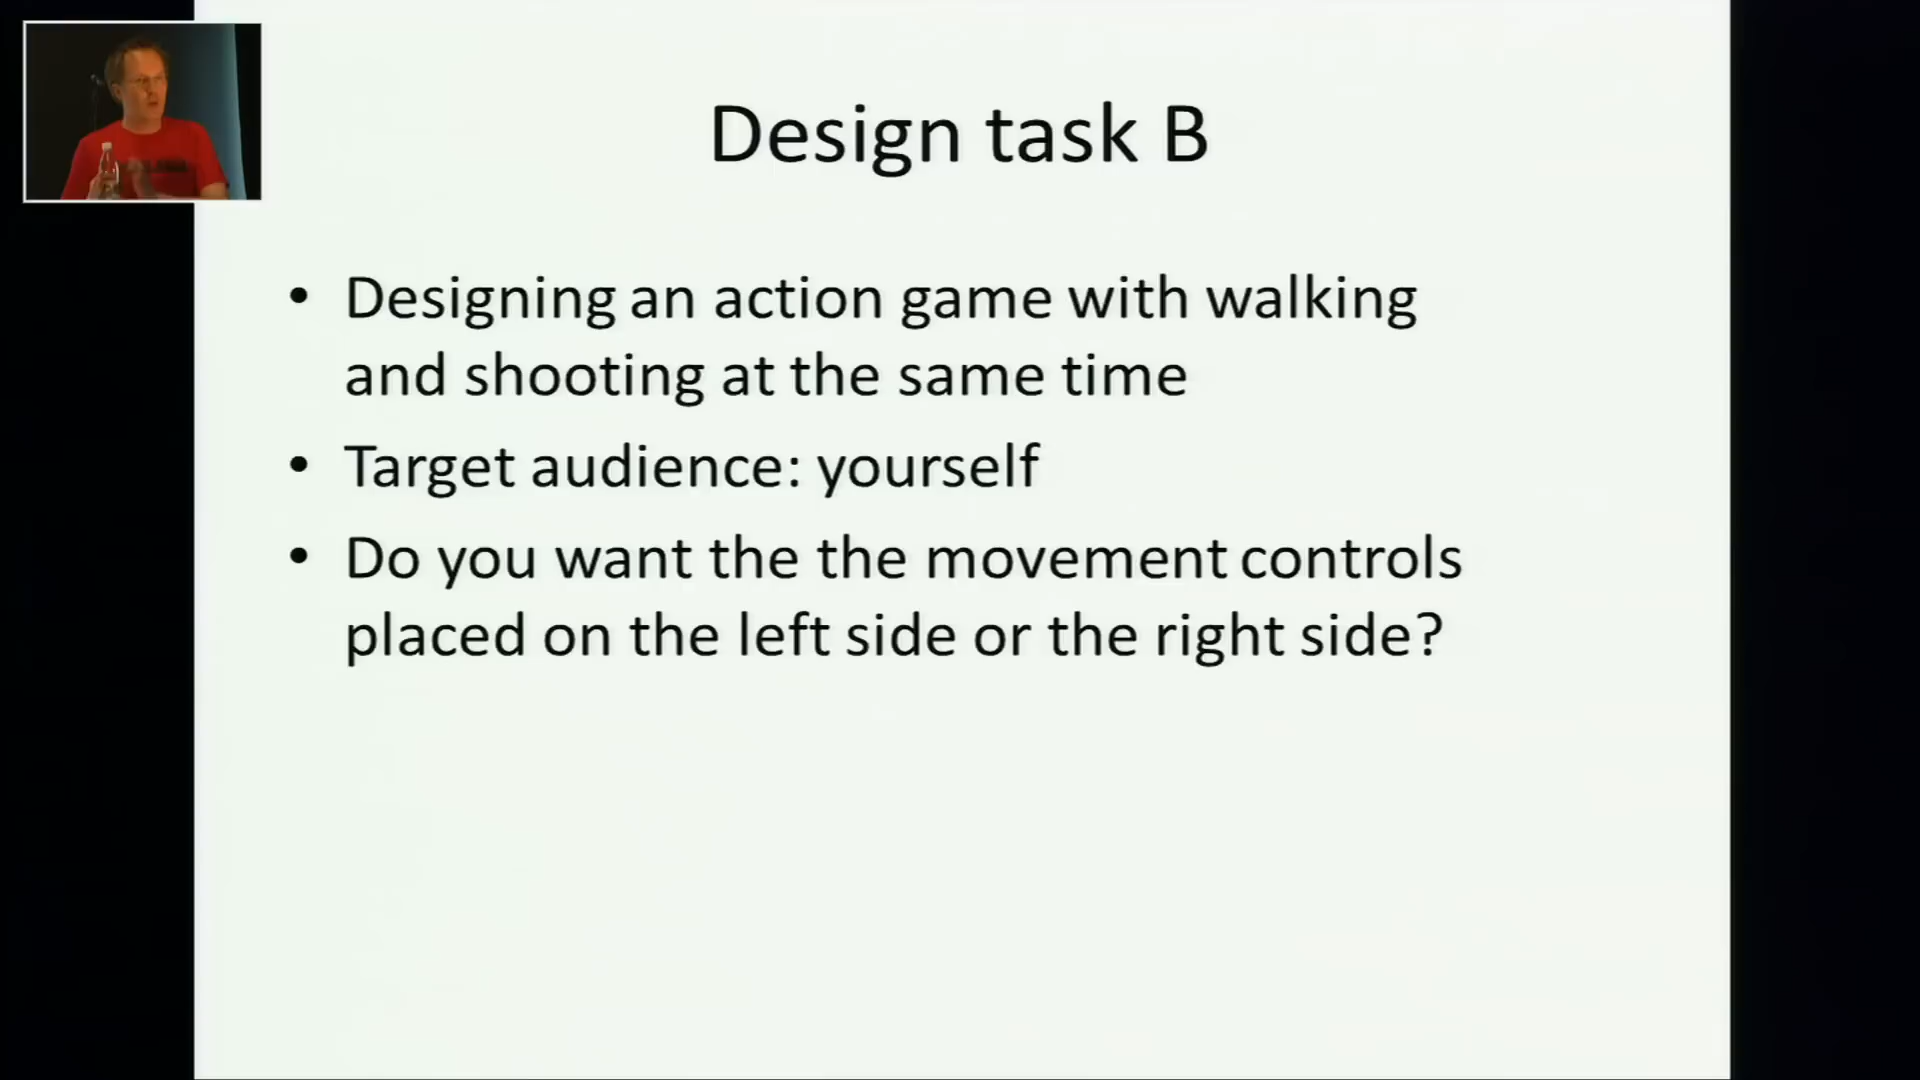 Design task B
• Designing an action game with walking
and shooting at the same time
• Target audience: yourself
• Do you want the the movement controls
placed on the left side or the right side?